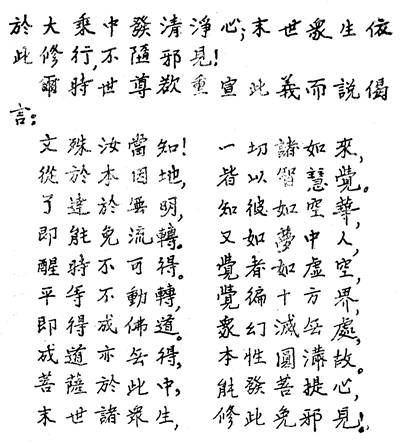 於大乘中發清淨心;末世衆生依
此修行,不隨邪見!
爾時世尊欲重宣此義而說偈
言:
文殊汝當知! 一切諸如來,
從於本因地, 皆以智慧覺。
了達於無明, 知彼如空華,
即能免流轉。 又如夢中人,
醒時不可得。 覺者如虛空,
平等不動轉, 覺徧十方界,
即得成佛道。 衆幻滅无處,
成道亦无得, 本性圓滿故。
菩薩於此中, 能發菩提心,
末世諸衆生, 修此免邪見!